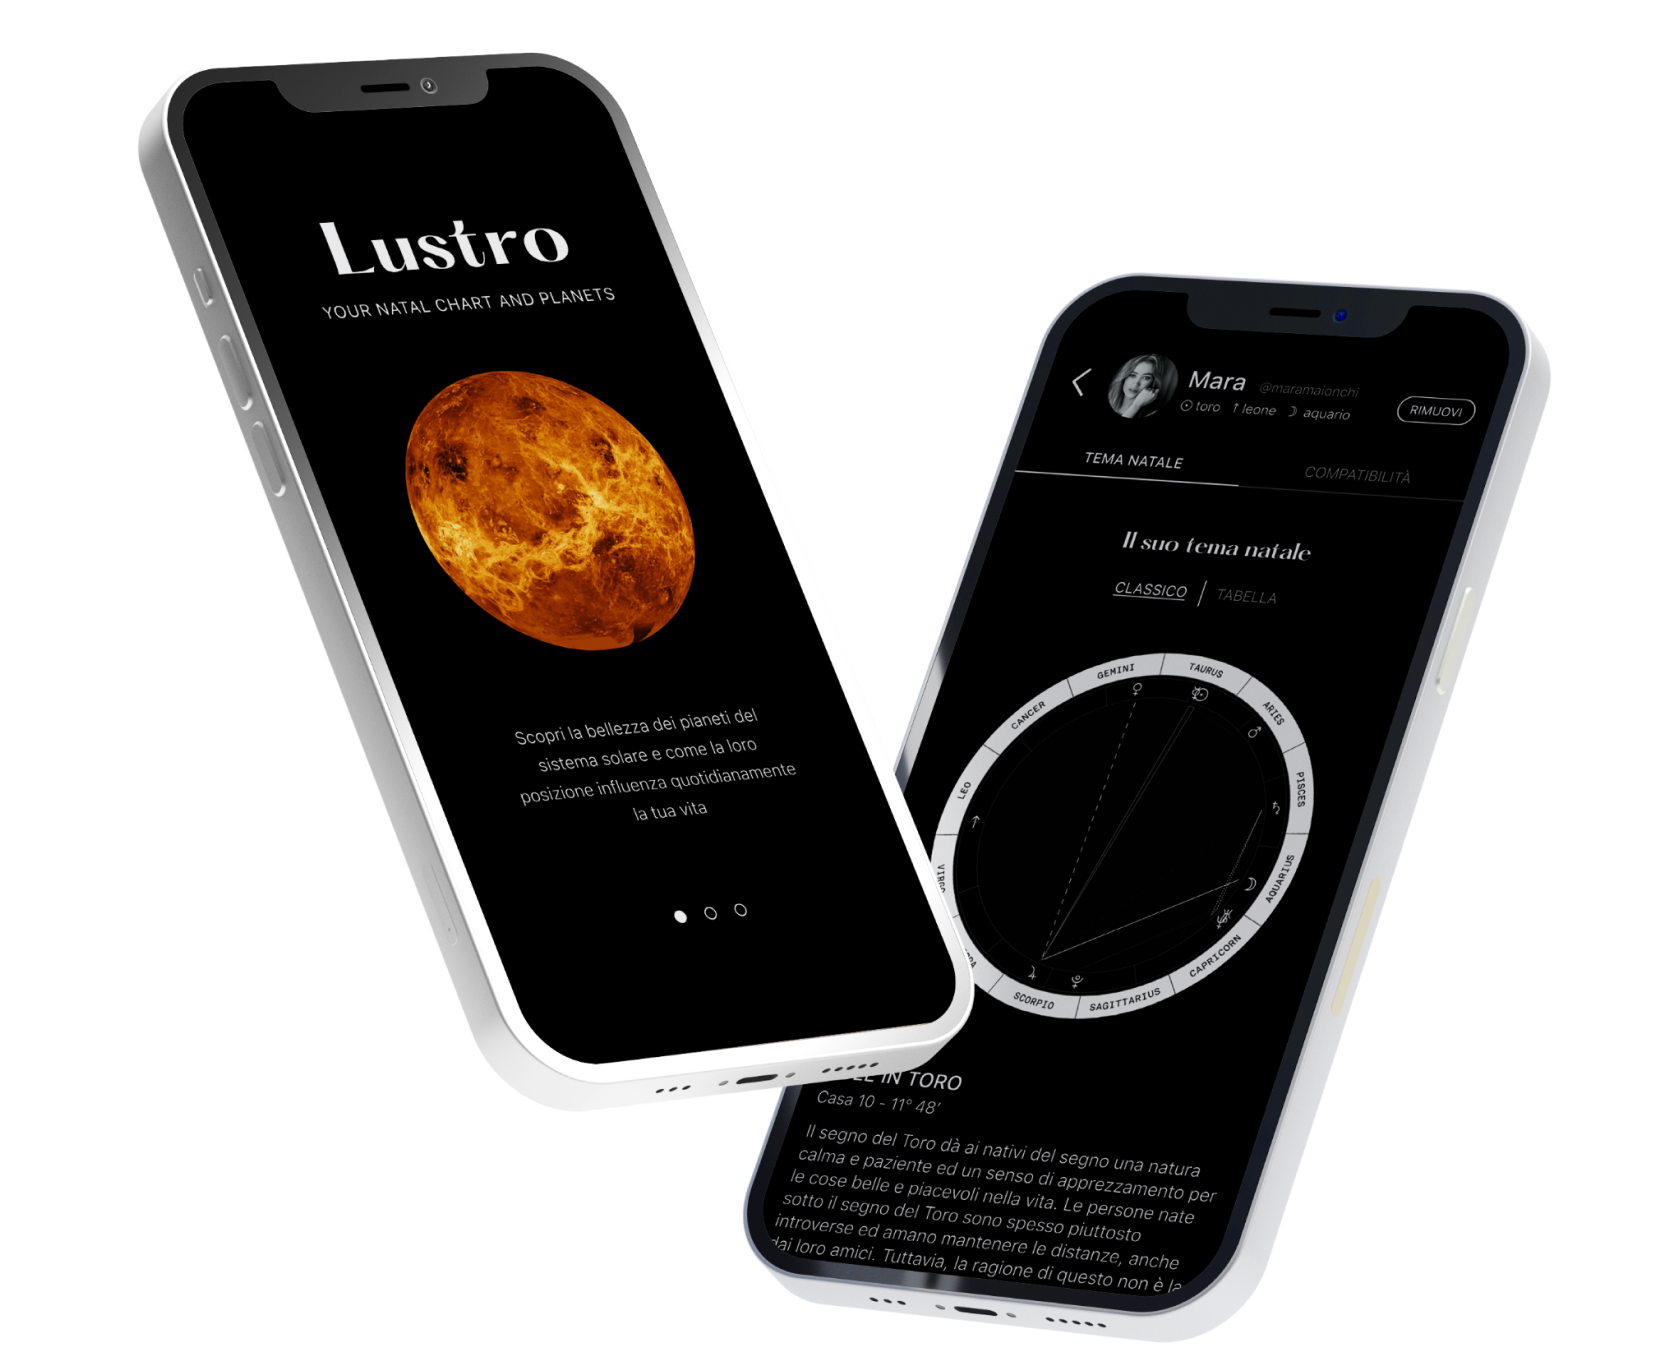 Lustro
YOUR NATAL CHART AND PLANETS
Scopri la bellezza dei pianeti del
sistema solare e come la loro
posizione influenza quotidianamente
la tua vita
Mara @maramaionchi
toro leone aquario
RIMUOVI
TEMA NATALE COMPATIBILITÀ
Il suo tema natale
CLASSICO TABELLA
GEMINI
TAURUS
ARIES
PISCES
AQUARIUS
CAPRICORN
SAGITTARIUS
SCORPIO
VIRGO
LEO
CANCER
IN TORO
Casa 10 - 11° 48'
Il segno del Toro dà ai nativi del segno una natura
calma e paziente ed un senso di apprezzamento per
le cose belle e piacevoli nella vita. Le persone nate
sotto il segno del Toro sono spesso piuttosto
introverse ed amano mantenere le distanze, anche
dai loro amici. Tuttavia, la ragione di questo non è la